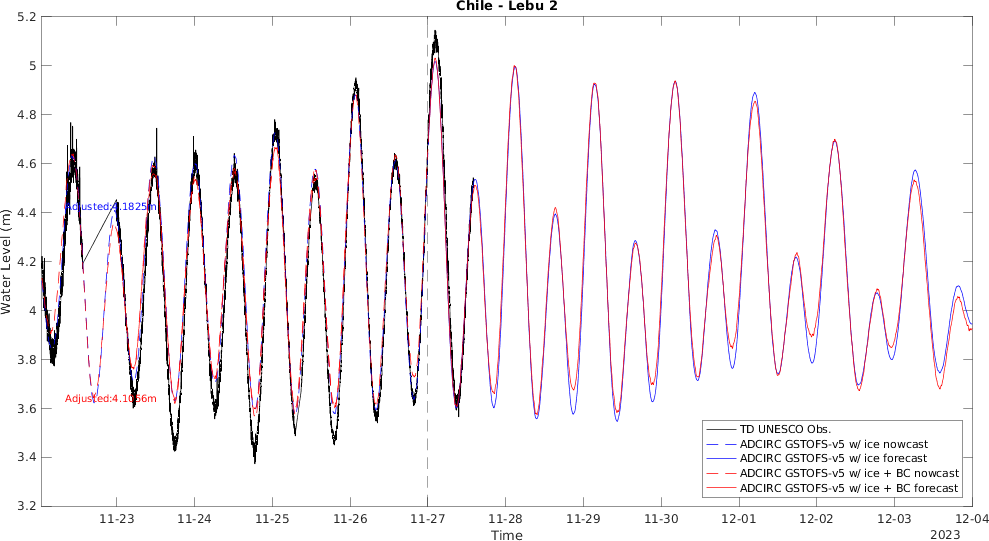 Chile - Lebu 2
Water Level (m)
5.2
5
4.8
4.6
4.4
4.2
4
3.8
3.6
3.4
3.2
Adjusted:4.1825m
Adjusted:4.1056m
TD UNESCO Obs.
ADCIRC GSTOFS-v5 w/ ice nowcast
ADCIRC GSTOFS-v5 w/ ice forecast
ADCIRC GSTOFS-v5 w/ ice + BC nowcast
ADCIRC GSTOFS-v5 w/ ice + BC forecast
11-23 11-24 11-25 11-26 11-27 11-28 11-29 11-30 12-01 12-02 12-03 12-04
Time
2023